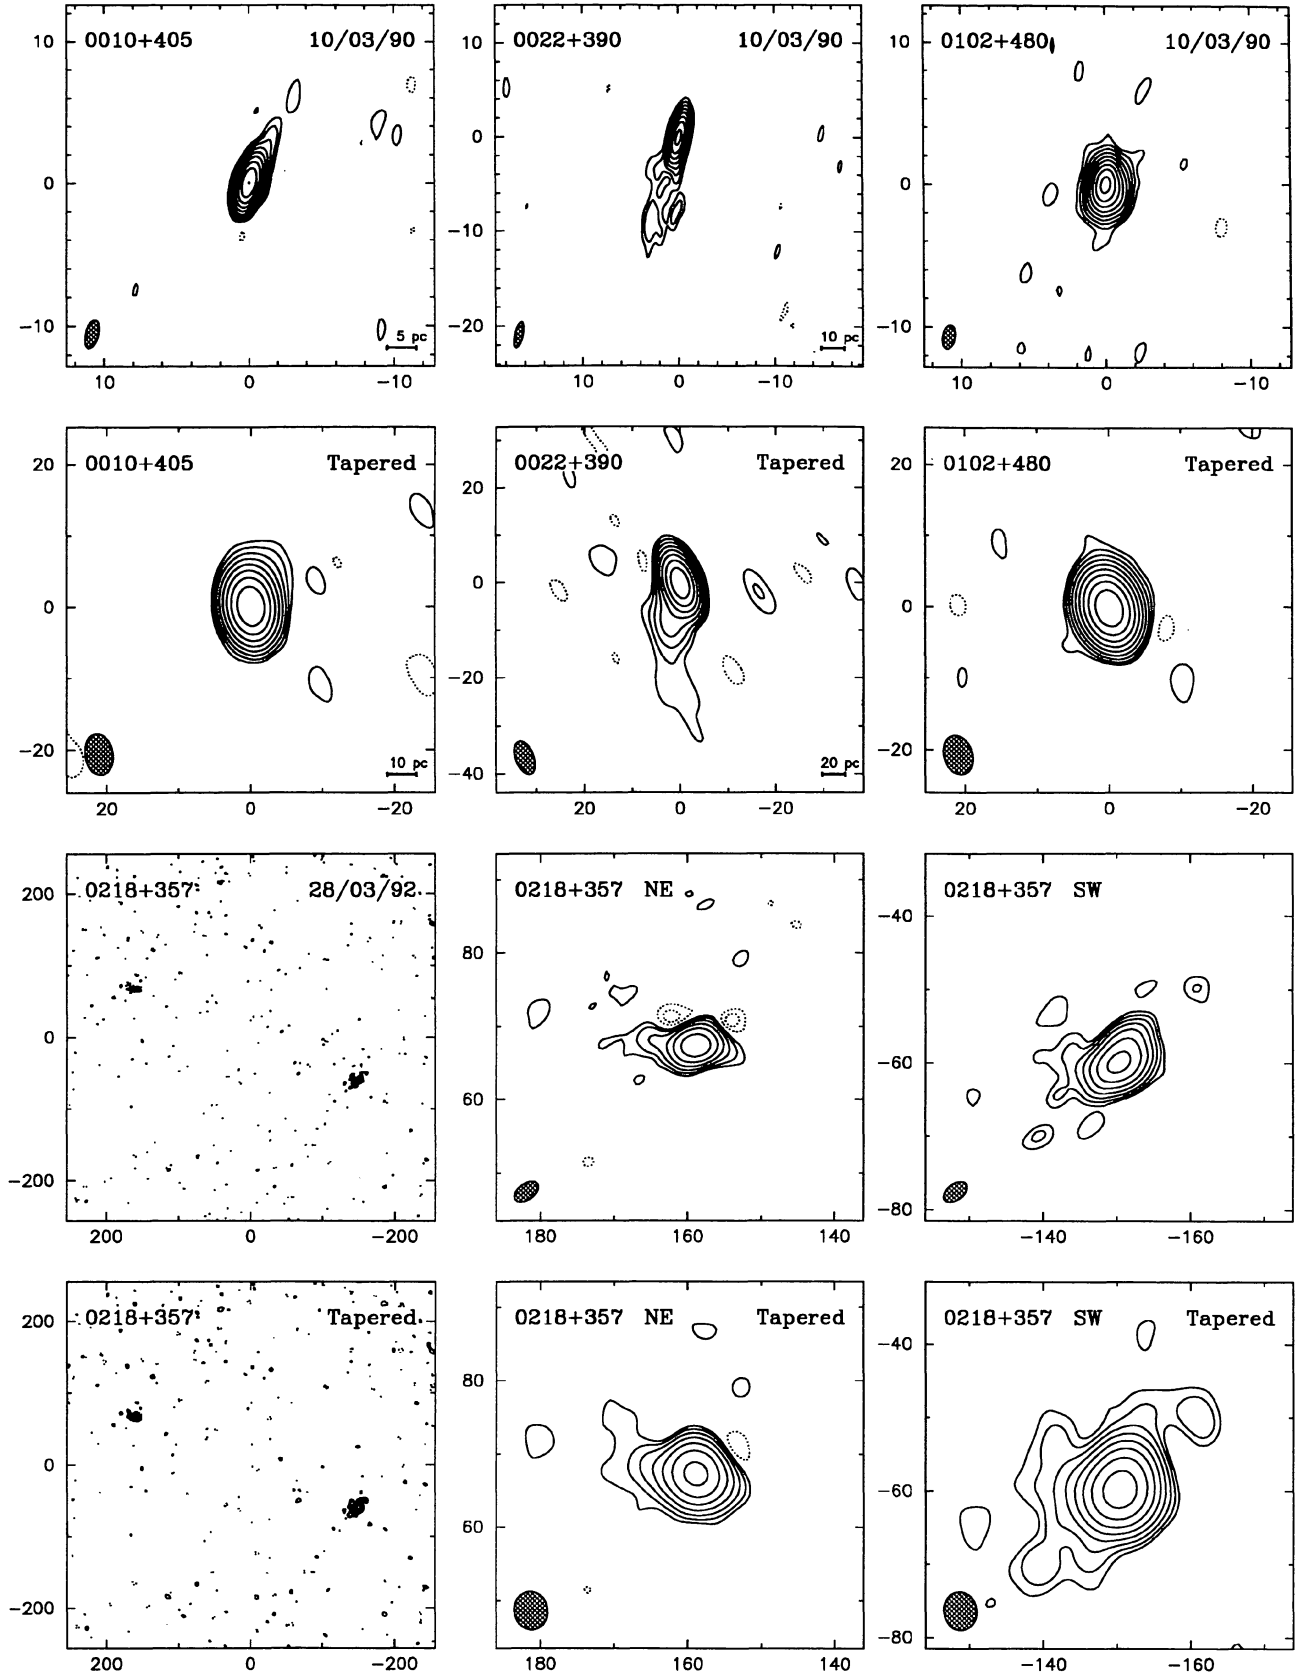 0010+405 10/03/90
10
0
−10
5 pc
10 0 −10
0022+390 10/03/90
10
0
−10
−20
10 pc
10 0 −10
0102+480 10/03/90
10
0
−10
10 0 −10
0010+405 Tapered
20
0
−20
10 pc
20 0 −20
0022+390 Tapered
20
0
−20
−40
20 pc
20 0 −20
0102+480 Tapered
20
0
−20
20 0 −20
0218+357 28/03/92
200
0
−200
200 0 −200
0218+357 NE
80
60
180 160 140
0218+357 SW
−40
−60
−80
−140 −160
0218+357 Tapered
200
0
−200
200 0 −200
0218+357 NE Tapered
80
60
180 160 140
0218+357 SW Tapered
−40
−60
−80
−140 −160